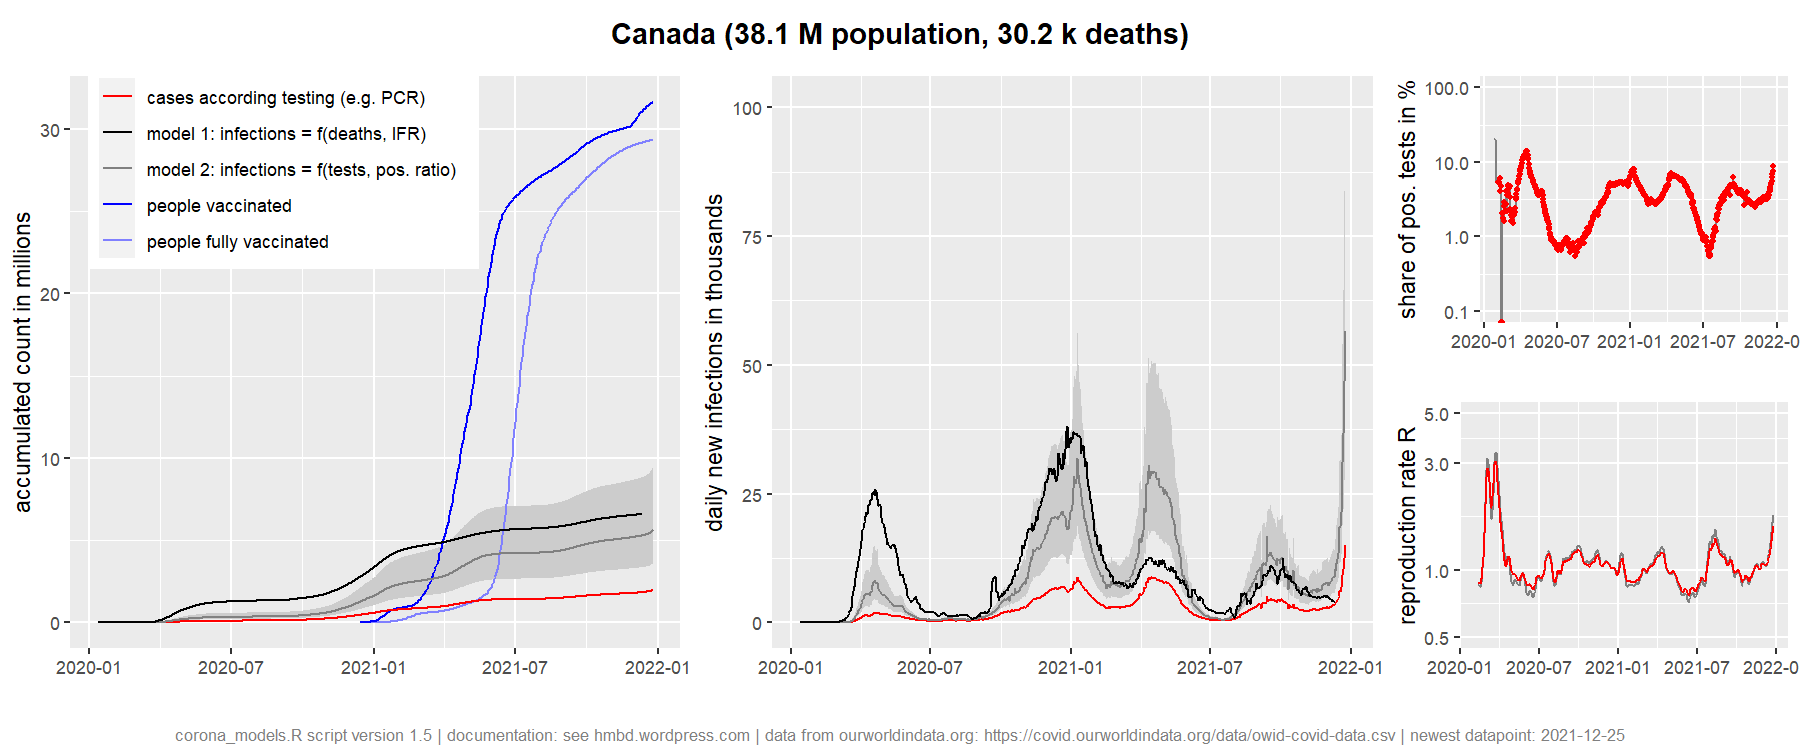 Canada (38.1 M population, 30.2 k deaths)
accumulated count in millions
30
20
10
0
cases according testing (e.g. PCR)
model 1: infections = f(deaths, IFR)
model 2: infections = f(tests, pos. ratio)
people vaccinated
people fully vaccinated
2020-01 2020-07 2021-01 2021-07 2022-01
daily new infections in thousands
100
75
50
25
0
2020-01 2020-07 2021-01 2021-07 2022-01
share of pos. tests in %
100.0
10.0
1.0
0.1
2020-01 2020-07 2021-01 2021-07 2022-0
reproduction rate R
5.0
3.0
1.0
0.5
2020-01 2020-07 2021-01 2021-07 2022-0
corona_models.R script version 1.5 | documentation: see hmbd.wordpress.com | data from ourworldindata.org: https://covid.ourworldindata.org/data/owid-covid-data.csv | newest datapoint: 2021-12-25